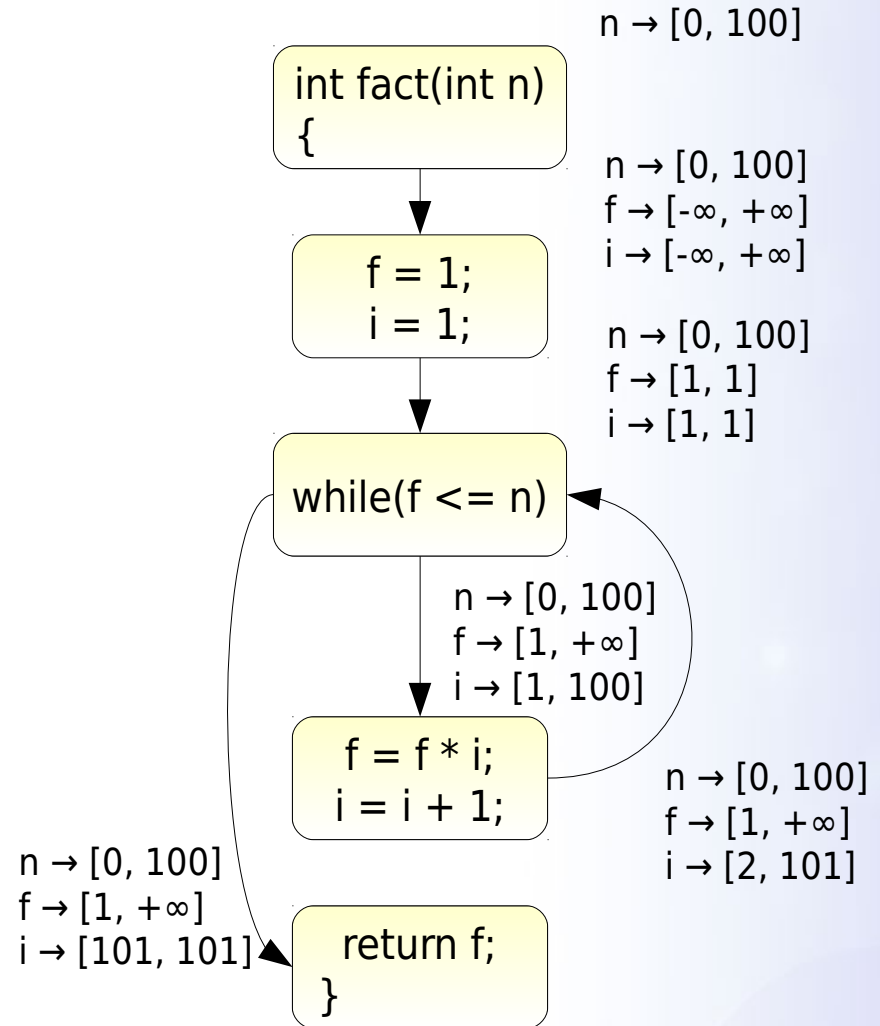 n → [0, 100]
int fact(int n)
{
n → [0, 100]
f → [-∞, +∞]
i → [-∞, +∞]
f = 1;
i = 1;
n → [0, 100]
f → [1, 1]
i → [1, 1]
while(f <= n)
n → [0, 100]
f → [1, +∞]
i → [1, 100]
f = f * i;
i = i + 1;
n → [0, 100]
f → [1, +∞]
i → [2, 101]
n → [0, 100]
f → [1, +∞]
i → [101, 101]
return f;
}